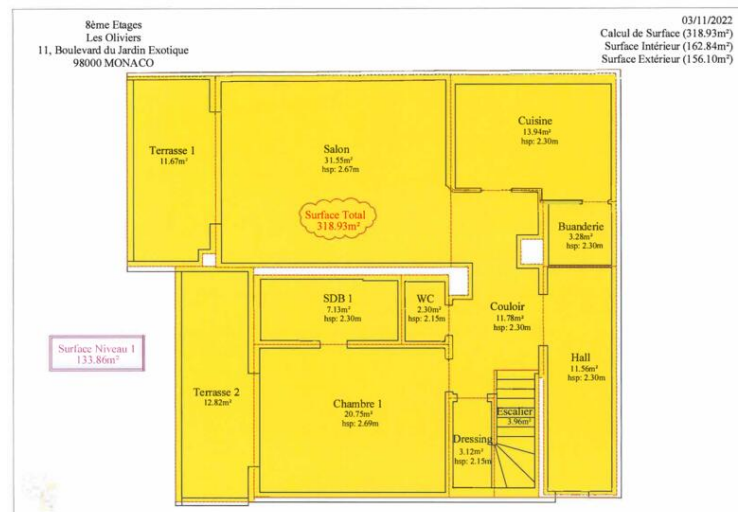 8ème Etages
Les Oliviers
11, Boulevard du Jardin Exotique
98000 MONACO
03/11/2022
Calcul de Surface (318.93m²)
Surface Intérieur (162.84m²)
Surface Extérieur (156.10m²)
Terrasse 1
11.67m²
Salon
31.55m²
hsp: 2.67m
Cuisine
13.94m²
hsp: 2.30m
Surface Total
318.93m²
Buanderie
3.28m²
hsp: 2.30m
SDB 1
7.13m²
hsp: 2.30m
WC
2.30m²
hsp: 2.15m
Couloir
11.78m²
hsp: 2.30m
Surface Niveau 1
133.86m²
Hall
11.56m²
hsp: 2.30m
Terrasse 2
12.82m²
Chambre 1
20.75m²
hsp: 2.69m
Escalier
3.96m²
Dressing
3.12m²
hsp: 2.15m